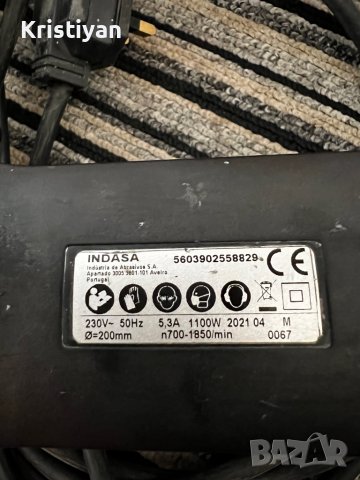 Kristiyan
INDASA
5603902558829
Indústria de Abrasivos S.A.
Apartado 3005 3801-101 Aveiro
Portugal
CE
230V~ 50Hz 5,3A 1100W 2021 04 M
Ø=200mm n700-1850/min 0067
BAZAR